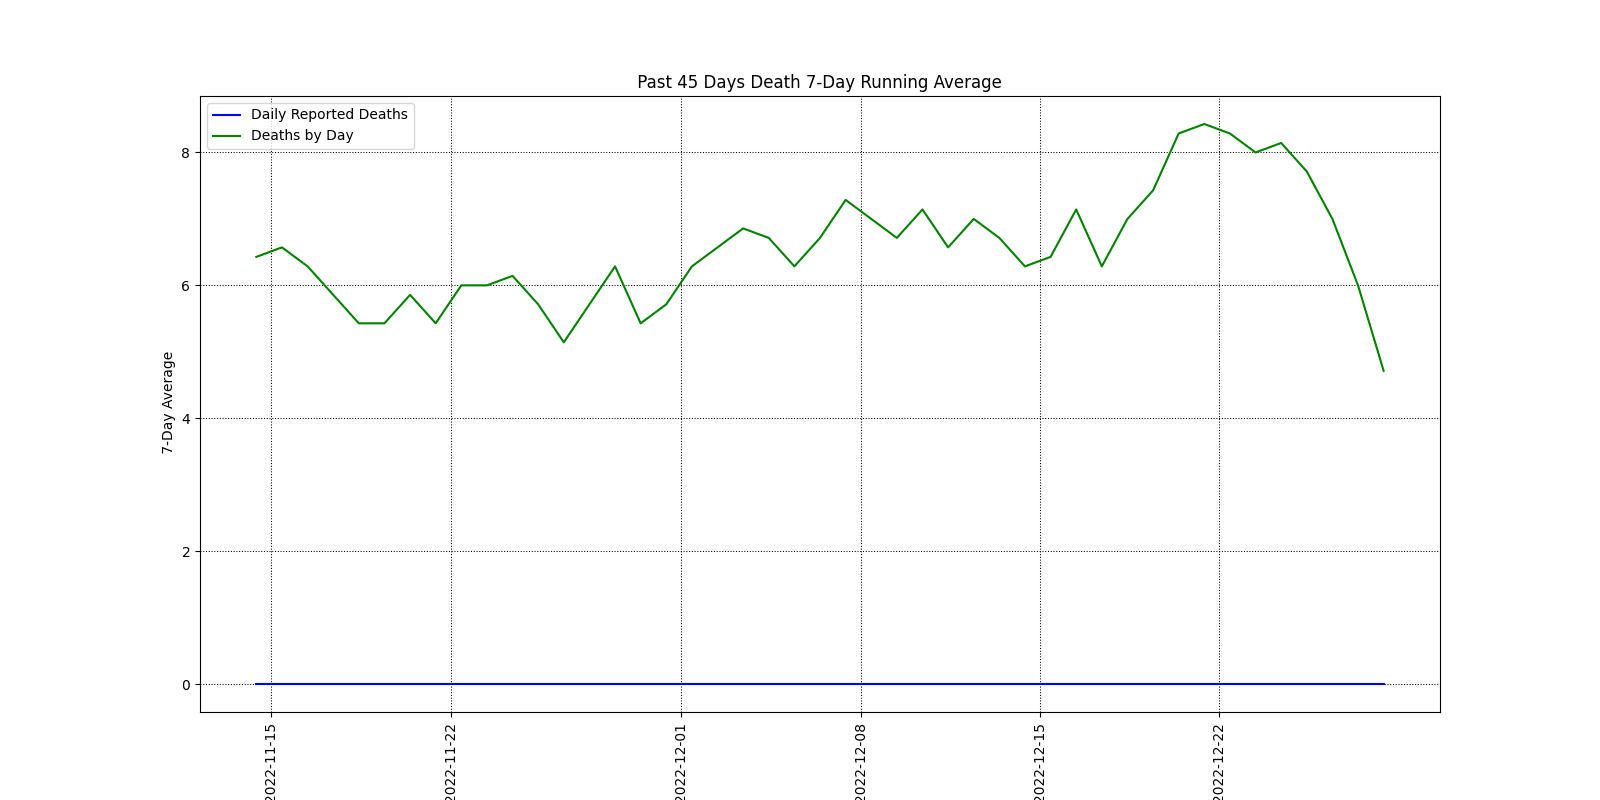 Past 45 Days Death 7-Day Running Average
Daily Reported Deaths
Deaths by Day
8
6
4
2
0
7-Day Average
2022-11-15
2022-11-22
2022-12-01
2022-12-08
2022-12-15
2022-12-22